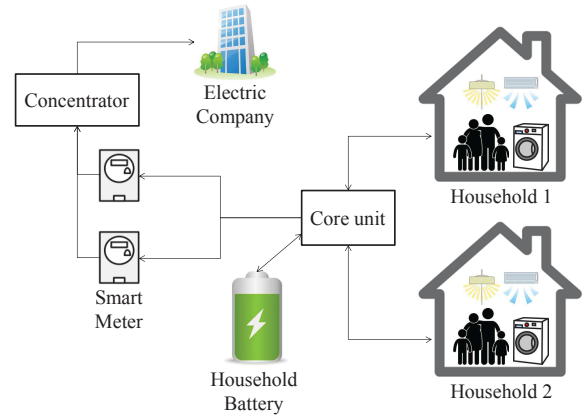 Electric
Company
Concentrator
Household 1
Core unit
Smart
Meter
Household
Battery
Household 2